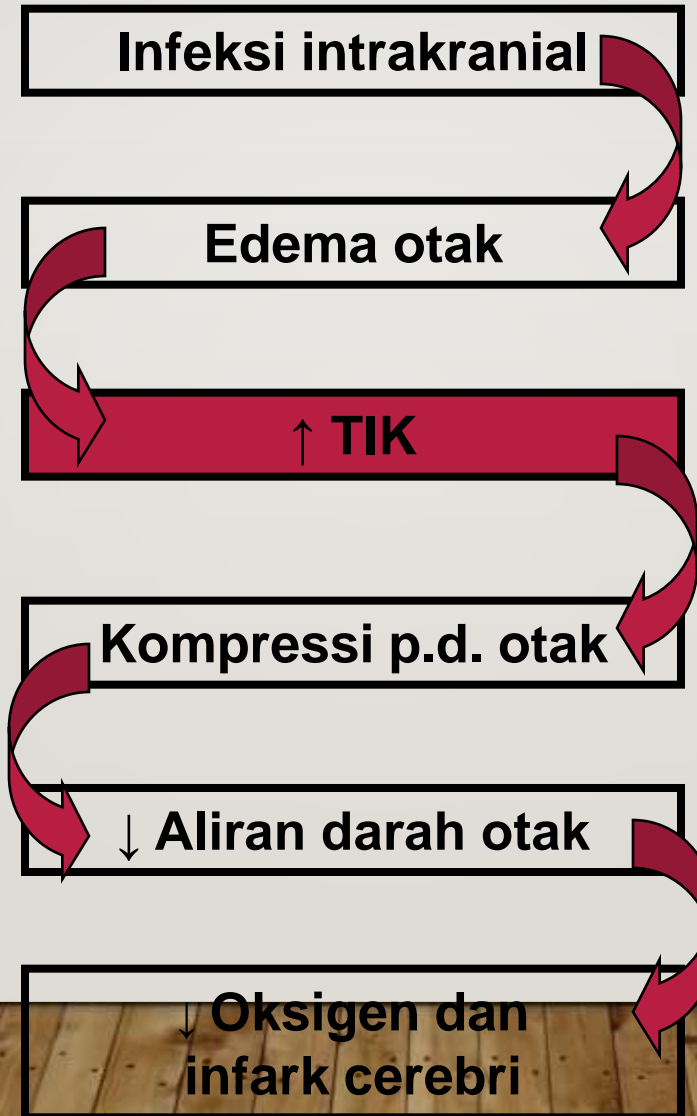 Infeksi intrakranial
Edema otak
↑ TIK
Kompressi p.d. otak
↓ Aliran darah otak
↓ Oksigen dan
infark cerebri